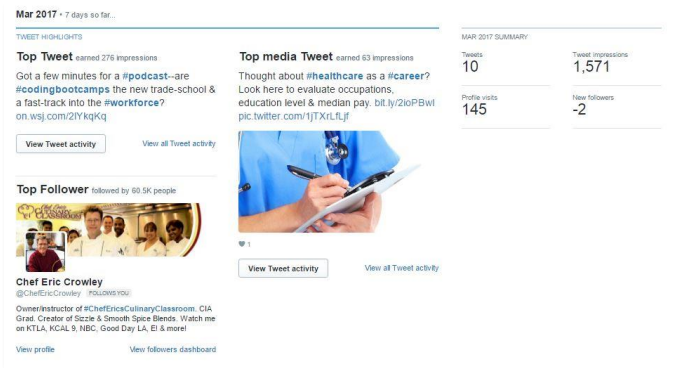 Mar 2017 • 7 days so far...
TWEET HIGHLIGHTS
Top Tweet earned 276 impressions
Got a few minutes for a #podcast--are
#codingbootcamps the new trade-school &
a fast-track into the #workforce?
on.wsj.com/2lYkqKq
View Tweet activity
View all Tweet activity
Top Follower followed by 60.5K people
CULINARY
CLASSROOM
Chef Eric Crowley
@ChefEricCrowley FOLLOWS YOU
Owner/instructor of #ChefEricsCulinaryClassroom. CIA
Grad. Creator of Sizzle & Smooth Spice Blends. Watch me
on KTLA, KCAL 9, NBC, Good Day LA, E! & more!
View profile
View followers dashboard
Top media Tweet earned 63 impressions
Thought about #healthcare as a #career?
Look here to evaluate occupations,
education level & median pay. bit.ly/2ioPBwI
pic.twitter.com/1jTXrLfLjf
1
View Tweet activity
View all Tweet activity
MAR 2017 SUMMARY
Tweets
10
Tweet impressions
1,571
Profile visits
145
New followers
-2